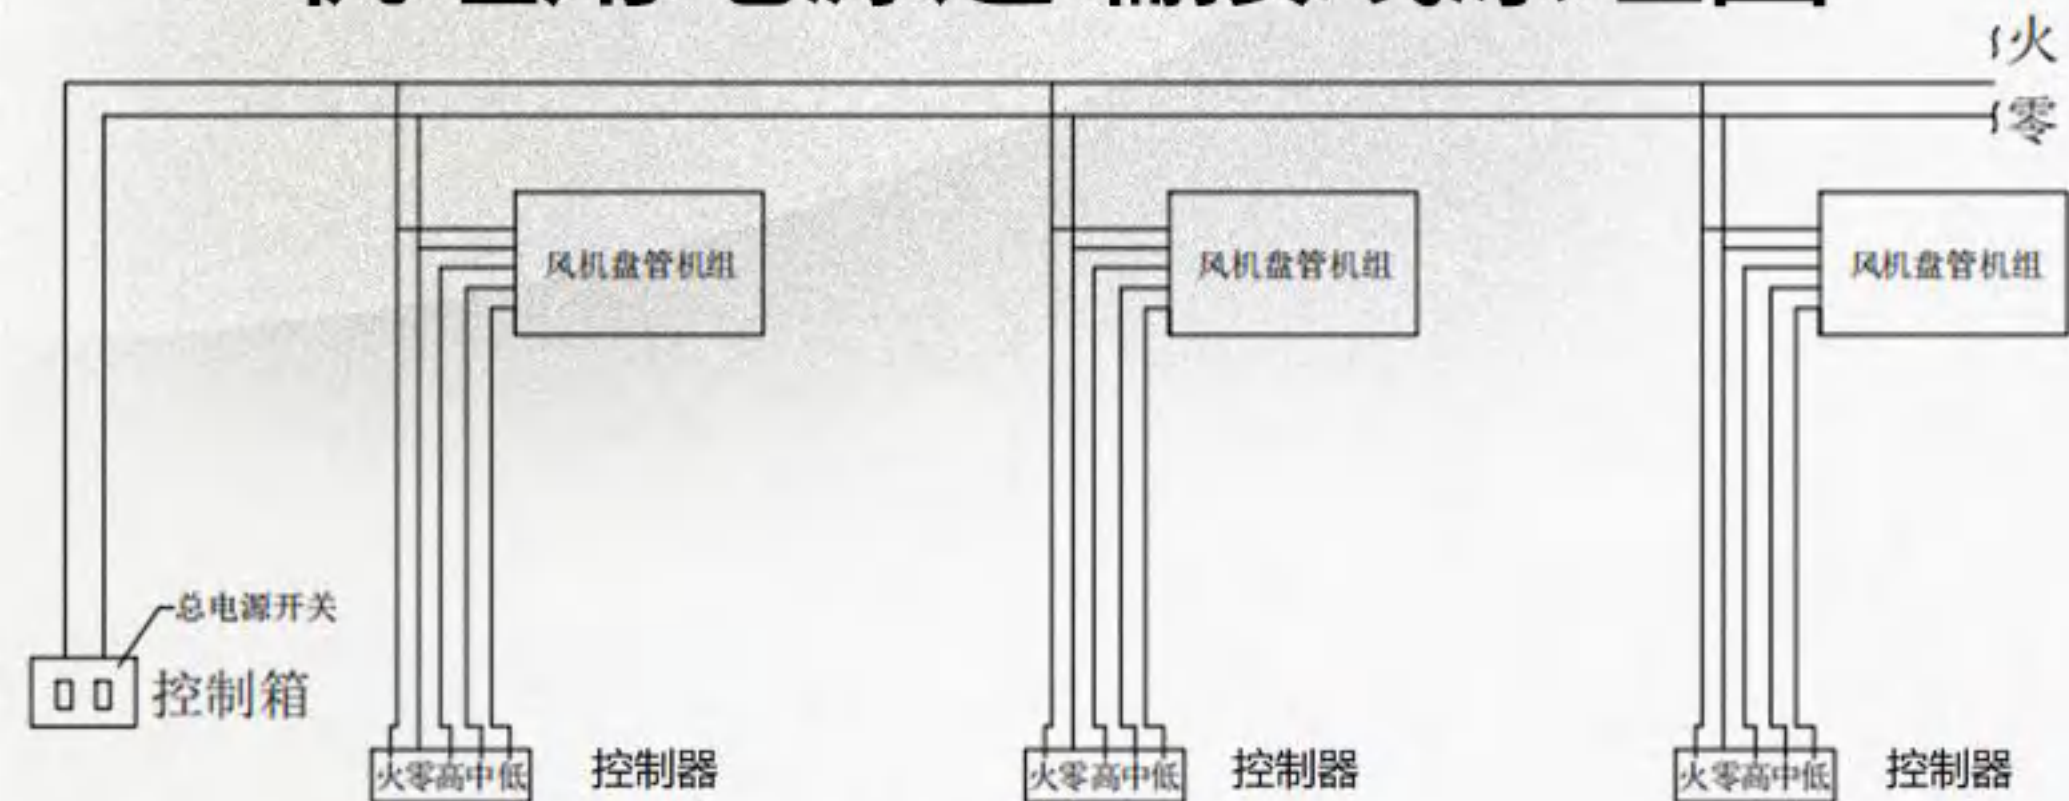 火
零
风机盘管机组
风机盘管机组
风机盘管机组
总电源开关
控制箱
火零高中低
控制器
火零高中低
控制器
火零高中低
控制器